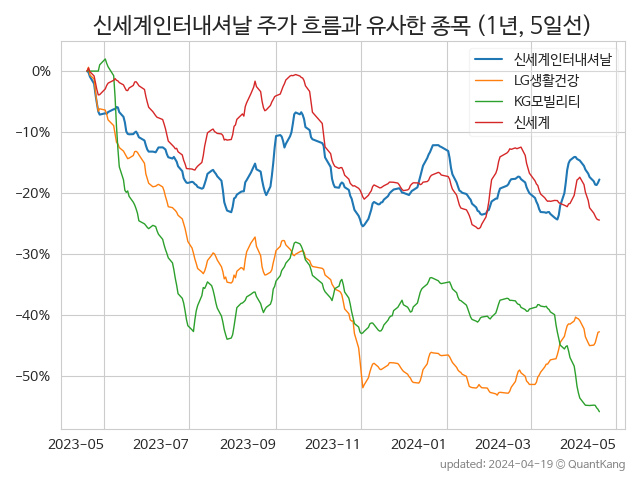 신세계인터내셔날 주가 흐름과 유사한 종목 (1년, 5일선)
신세계인터내셔날
LG생활건강
KG모빌리티
신세계
0%
−10%
−20%
−30%
−40%
−50%
2023-05 2023-07 2023-09 2023-11 2024-01 2024-03 2024-05
updated: 2024-04-19 © QuantKang